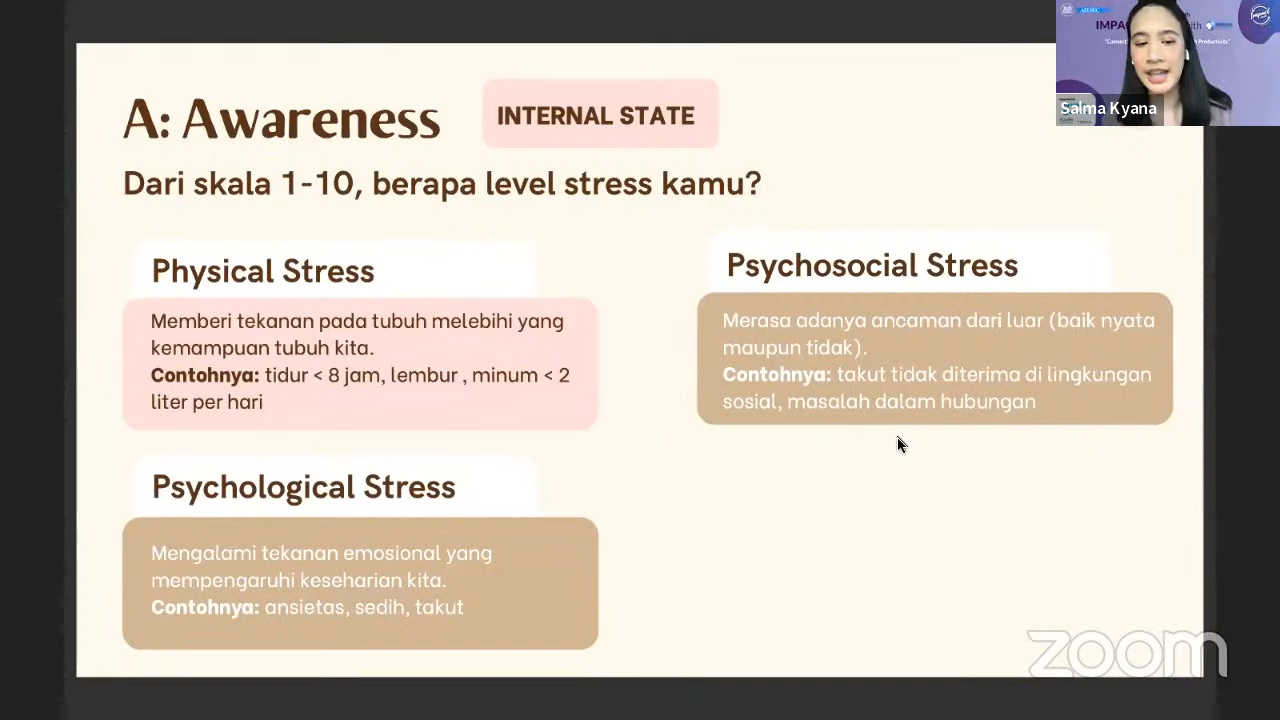 A: Awareness
INTERNAL STATE
Dari skala 1-10, berapa level stress kamu?
Physical Stress
Memberi tekanan pada tubuh melebihi yang
kemampuan tubuh kita.
Contohnya: tidur < 8 jam, lembur , minum < 2
liter per hari
Psychosocial Stress
Merasa adanya ancaman dari luar (baik nyata
maupun tidak).
Contohnya: takut tidak diterima di lingkungan
sosial, masalah dalam hubungan
Psychological Stress
Mengalami tekanan emosional yang
mempengaruhi keseharian kita.
Contohnya: ansietas, sedih, takut
Salma Kyana
zoom